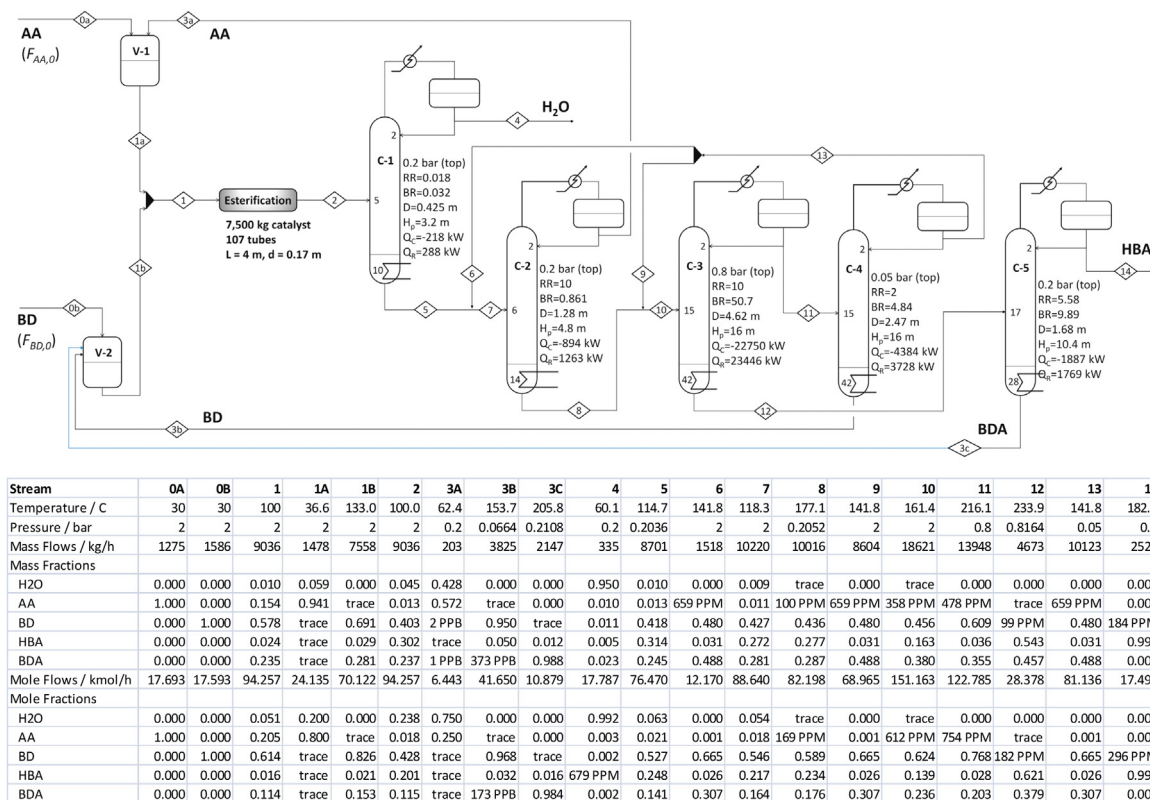 0a
3a
AA
AA
(F_AA,0)
V-1
1a
2
H2O
4
C-1
0.2 bar (top)
RR=0.018
BR=0.032
D=0.425 m
Hp=3.2 m
QC=-218 kW
QR=288 kW
5
10
1
Esterification
2
7,500 kg catalyst
107 tubes
L = 4 m, d = 0.17 m
1b
0b
BD
(F_BD,0)
V-2
5
6
7
2
C-2
0.2 bar (top)
RR=10
BR=0.861
D=1.28 m
Hp=4.8 m
QC=-894 kW
QR=1263 kW
6
14
8
9
10
13
2
C-3
0.8 bar (top)
RR=10
BR=50.7
D=4.62 m
Hp=16 m
QC=-22750 kW
QR=23446 kW
15
42
11
12
2
C-4
0.05 bar (top)
RR=2
BR=4.84
D=2.47 m
Hp=16 m
QC=-4384 kW
QR=3728 kW
15
42
2
C-5
0.2 bar (top)
RR=5.58
BR=9.89
D=1.68 m
Hp=10.4 m
QC=-1887 kW
QR=1769 kW
17
28
HBA
14
BD
3b
BDA
3c
Stream 0A 0B 1 1A 1B 2 3A 3B 3C 4 5 6 7 8 9 10 11 12 13
Temperature / C 30 30 100 36.6 133.0 100.0 62.4 153.7 205.8 60.1 114.7 141.8 118.3 177.1 141.8 161.4 216.1 233.9 141.8 182.
Pressure / bar 2 2 2 2 2 2 0.2 0.0664 0.2108 0.2 0.2036 2 2 0.2052 2 2 0.8 0.8164 0.05 0.
Mass Flows / kg/h 1275 1586 9036 1478 7558 9036 203 3825 2147 335 8701 1518 10220 10016 8604 18621 13948 4673 10123 252
Mass Fractions
H2O 0.000 0.000 0.010 0.059 0.000 0.045 0.428 0.000 0.000 0.950 0.010 0.000 0.009 trace 0.000 trace 0.000 0.000 0.000 0.00
AA 1.000 0.000 0.154 0.941 trace 0.013 0.572 trace 0.000 0.010 0.013 659 PPM 0.011 100 PPM 659 PPM 358 PPM 478 PPM trace 659 PPM 0.00
BD 0.000 1.000 0.578 trace 0.691 0.403 2 PPB 0.950 trace 0.011 0.418 0.480 0.427 0.436 0.480 0.456 0.609 99 PPM 0.480 184 PPM
HBA 0.000 0.000 0.024 trace 0.029 0.302 trace 0.050 0.012 0.005 0.314 0.031 0.272 0.277 0.031 0.163 0.036 0.543 0.031 0.99
BDA 0.000 0.000 0.235 trace 0.281 0.237 1 PPB 373 PPB 0.988 0.023 0.245 0.488 0.281 0.287 0.488 0.380 0.355 0.457 0.488 0.00
Mole Flows / kmol/h 17.693 17.593 94.257 24.135 70.122 94.257 6.443 41.650 10.879 17.787 76.470 12.170 88.640 82.198 68.965 151.163 122.785 28.378 81.136 17.49
Mole Fractions
H2O 0.000 0.000 0.051 0.200 0.000 0.238 0.750 0.000 0.000 0.992 0.063 0.000 0.054 trace 0.000 trace 0.000 0.000 0.000 0.00
AA 1.000 0.000 0.205 0.800 trace 0.018 0.250 trace 0.000 0.003 0.021 0.001 0.018 169 PPM 0.001 612 PPM 754 PPM trace 0.001 0.00
BD 0.000 1.000 0.614 trace 0.826 0.428 trace 0.968 trace 0.002 0.527 0.665 0.546 0.589 0.665 0.624 0.768 182 PPM 0.665 296 PPM
HBA 0.000 0.000 0.016 trace 0.021 0.201 trace 0.032 0.016 679 PPM 0.248 0.026 0.217 0.234 0.026 0.139 0.028 0.621 0.026 0.99
BDA 0.000 0.000 0.114 trace 0.153 0.115 trace 173 PPB 0.984 0.002 0.141 0.307 0.164 0.176 0.307 0.236 0.203 0.379 0.307 0.00